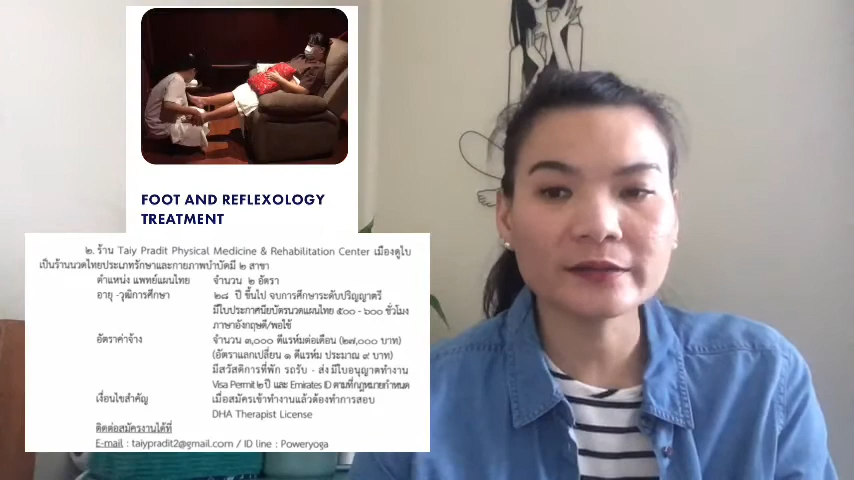 FOOT AND REFLEXOLOGY
TREATMENT
๒. ร้าน Taiy Pradit Physical Medicine & Rehabilitation Center เมืองดูไบ
เป็นร้านนวดไทยประเภทรักษาและกายภาพบำบัดมี ๒ สาขา
ตำแหน่ง แพทย์แผนไทย จำนวน ๒ อัตรา
อายุ -วุฒิการศึกษา ๒๘ ปี ขึ้นไป จบการศึกษาระดับปริญญาตรี
มีใบประกาศนียบัตรนวดแผนไทย ๕๐๐ - ๖๐๐ ชั่วโมง
ภาษาอังกฤษดี/พอใช้
อัตราค่าจ้าง จำนวน ๓,๐๐๐ ดีแรห์มต่อเดือน (๒๗,๐๐๐ บาท)
(อัตราแลกเปลี่ยน ๑ ดีแรห์ม ประมาณ ๙ บาท)
มีสวัสดิการที่พัก รถรับ - ส่ง มีใบอนุญาตทำงาน
Visa Permit ๒ ปี และ Emirates ID ตามที่กฎหมายกำหนด
เงื่อนไขสำคัญ เมื่อสมัครเข้าทำงานแล้วต้องทำการสอบ
DHA Therapist License
ติดต่อสมัครงานได้ที่
E-mail : taiypradit2@gmail.com / ID line : Poweryoga